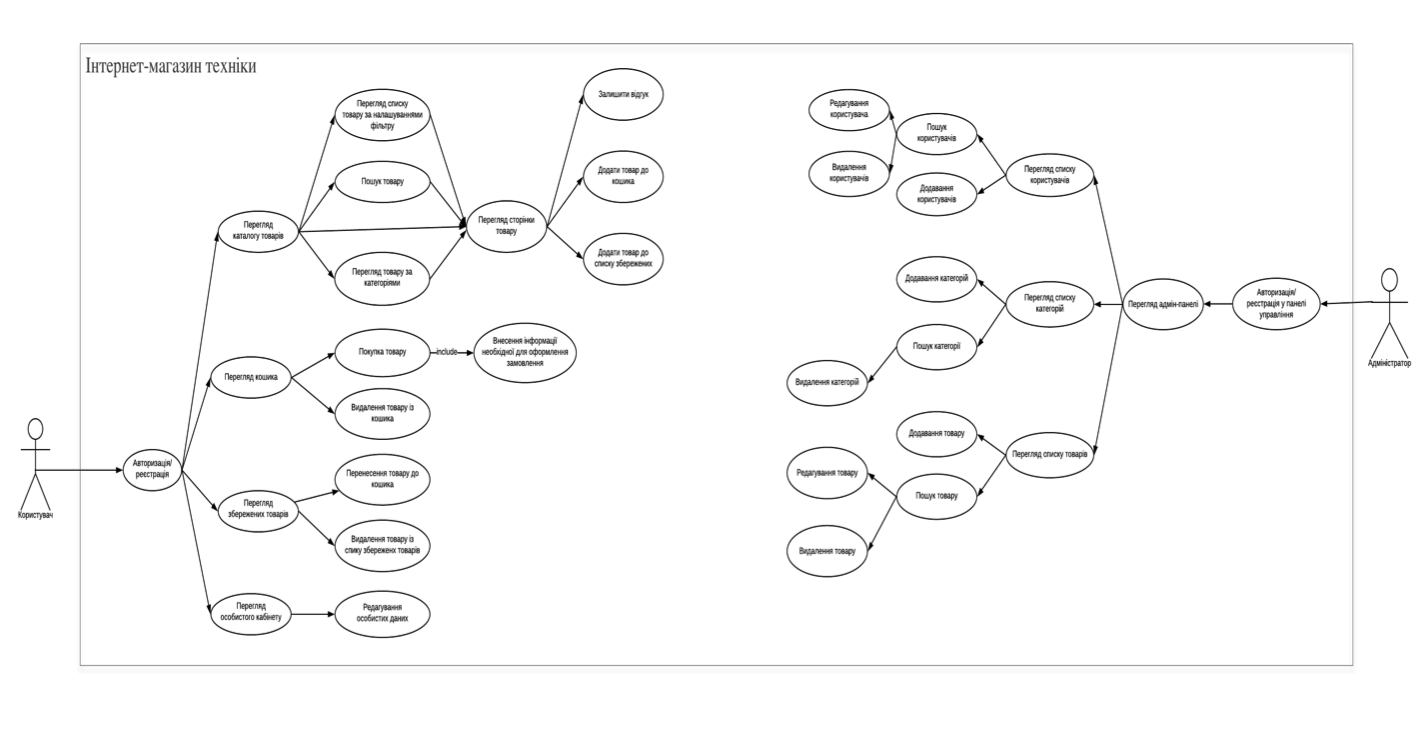 Інтернет-магазин техніки
Перегляд списку
товару за налашуваннями
фільтру
Пошук товару
Перегляд
каталогу товарів
Перегляд товару за
категоріями
Перегляд сторінки
товару
Залишити відгук
Додати товар до
кошика
Додати товар до
списку збережених
Перегляд кошика
Покупка товару
include
Внесення інформації
необхідної для оформлення
замовлення
Видалення товару із
кошика
Користувач
Авторизація/
реєстрація
Перегляд
збережених товарів
Перенесення товару до
кошика
Видалення товару із
спику збереженх товарів
Перегляд
особистого кабінету
Редагування
особистих даних
Редагування
користувача
Видалення
користувачів
Пошук
користувачів
Додавання
користувачів
Перегляд списку
користувачів
Додавання категорій
Пошук категорії
Видалення категорій
Перегляд списку
категорій
Перегляд адмін-панелі
Авторизація/
реєстрація у панелі
управління
Адміністратор
Додавання товару
Редагування товару
Пошук товару
Видалення товару
Перегляд списку товарів